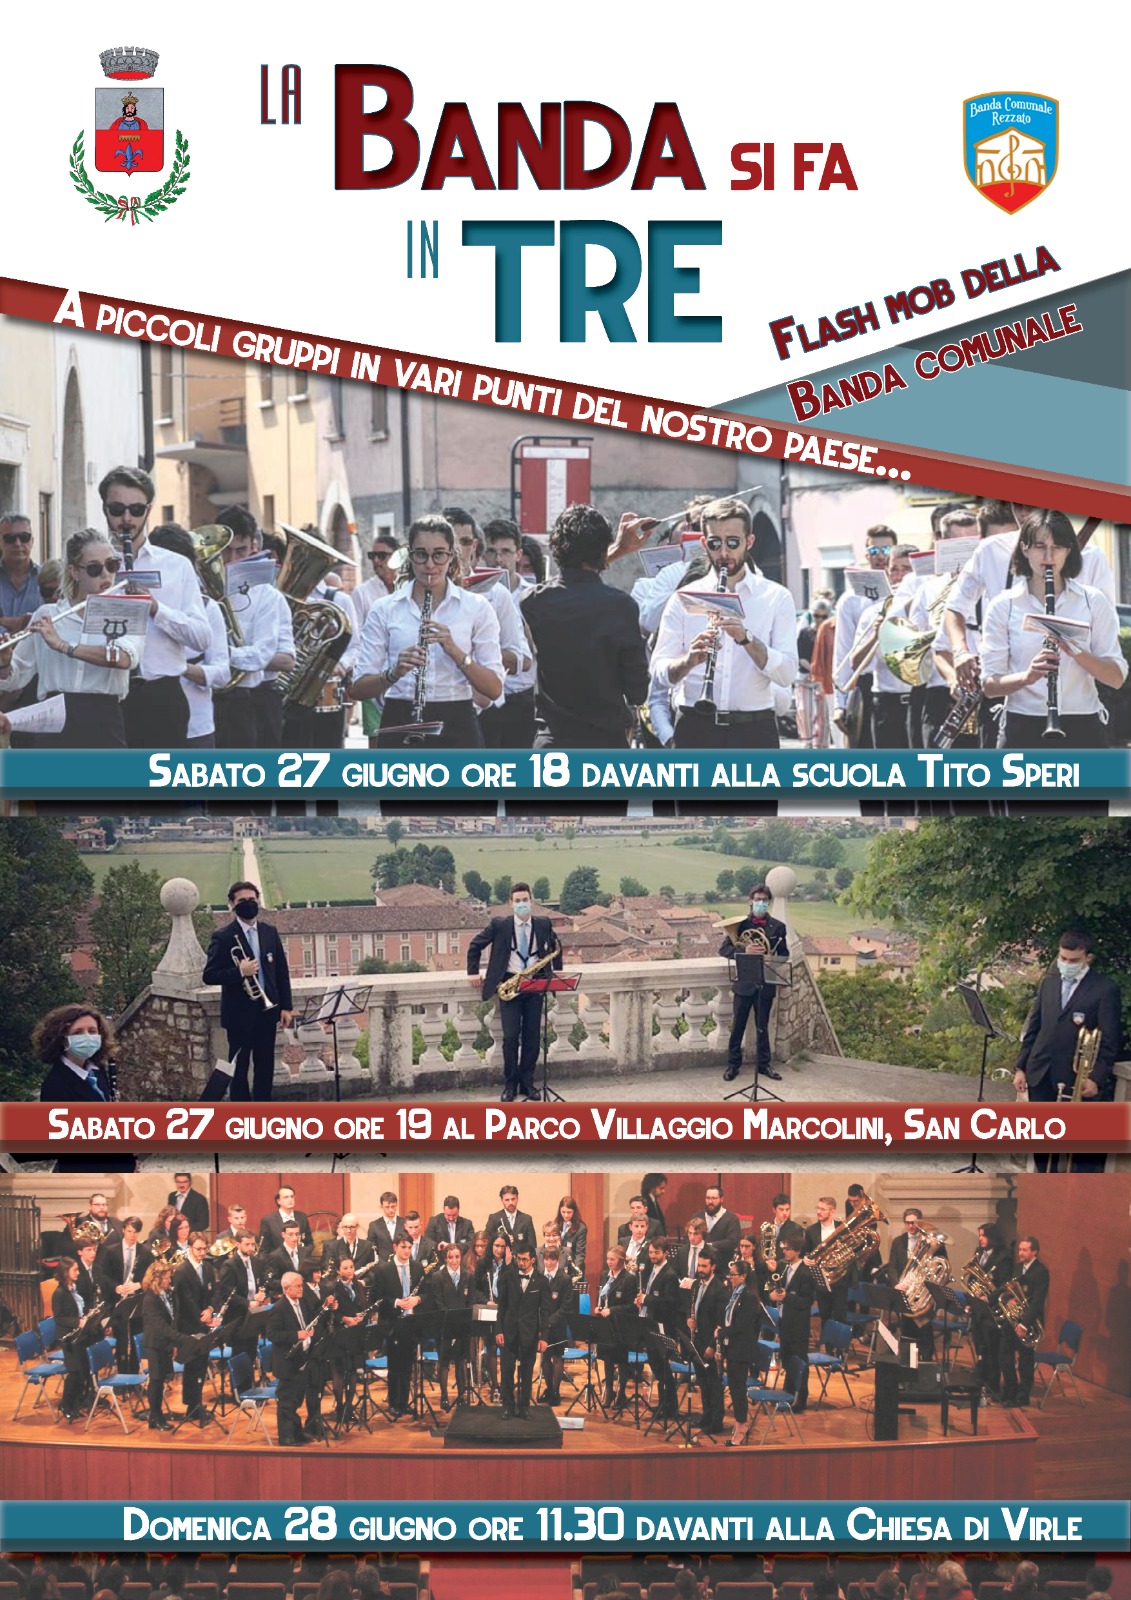 LA BANDA SI FA
IN TRE
Banda Comunale
Rezzato
FLASH MOB DELLA
BANDA COMUNALE
A PICCOLI GRUPPI IN VARI PUNTI DEL NOSTRO PAESE...
SABATO 27 GIUGNO ORE 18 DAVANTI ALLA SCUOLA TITO SPERI
SABATO 27 GIUGNO ORE 19 AL PARCO VILLAGGIO MARCOLINI, SAN CARLO
DOMENICA 28 GIUGNO ORE 11.30 DAVANTI ALLA CHIESA DI VIRLE